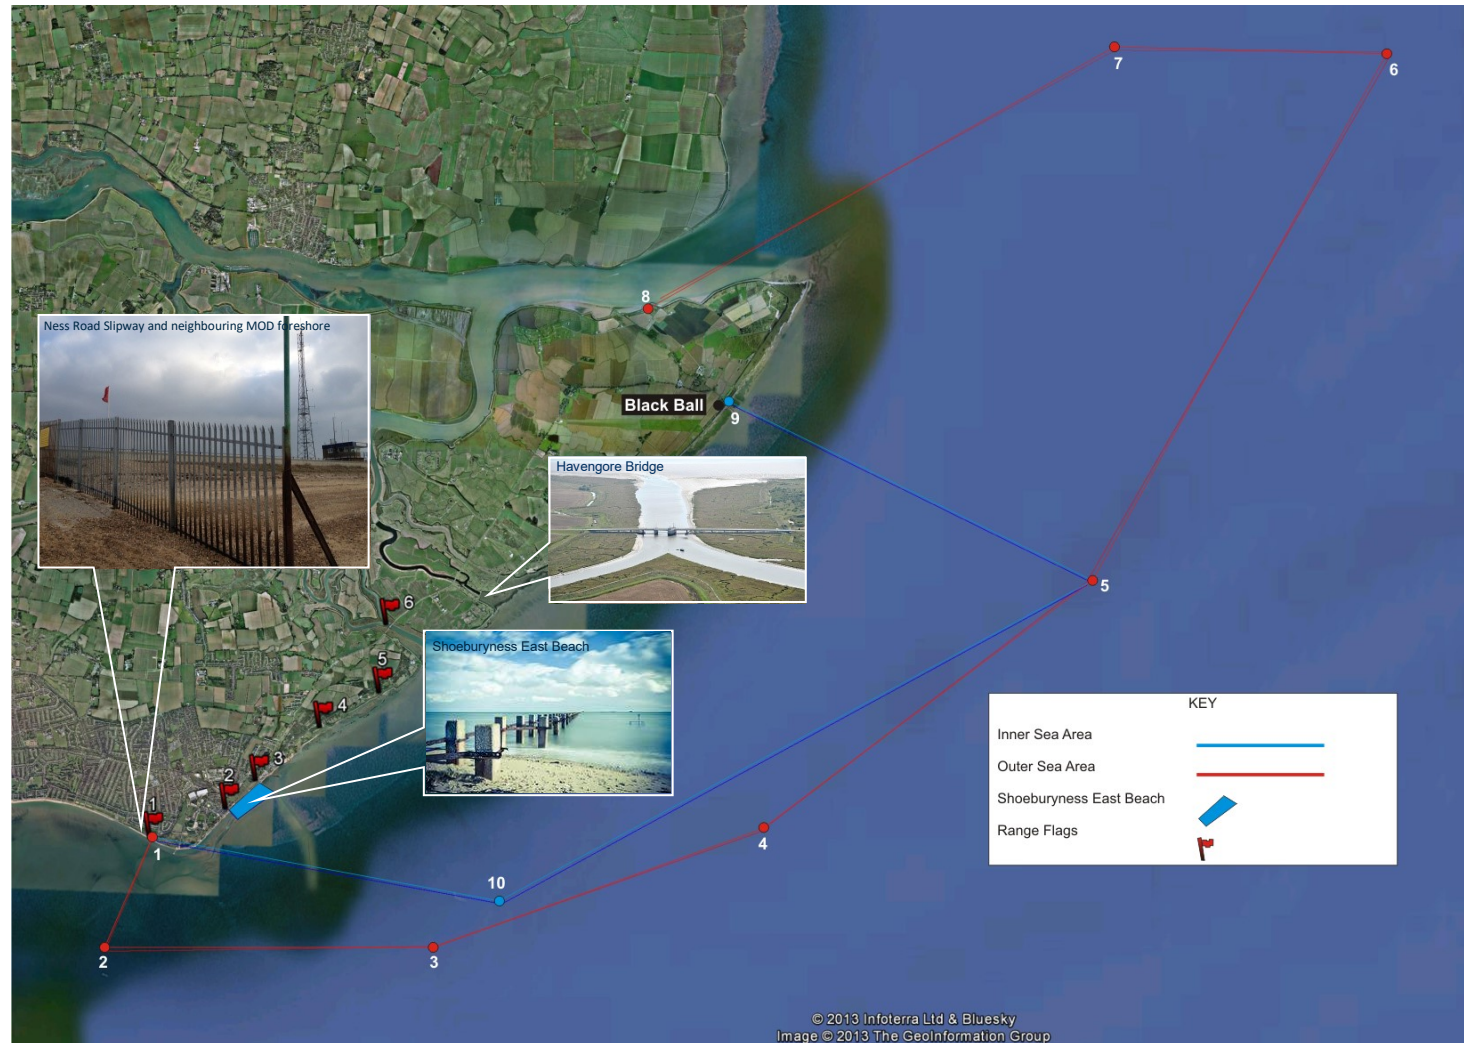 7
6
8
Ness Road Slipway and neighbouring MOD foreshore
Black Ball
9
Havengore Bridge
5
6
Shoeburyness East Beach
5
4
KEY
Inner Sea Area
Outer Sea Area
Shoeburyness East Beach
Range Flags
3
2
1
1
4
10
2
3
© 2013 Infoterra Ltd & Bluesky
Image © 2013 The GeoInformation Group